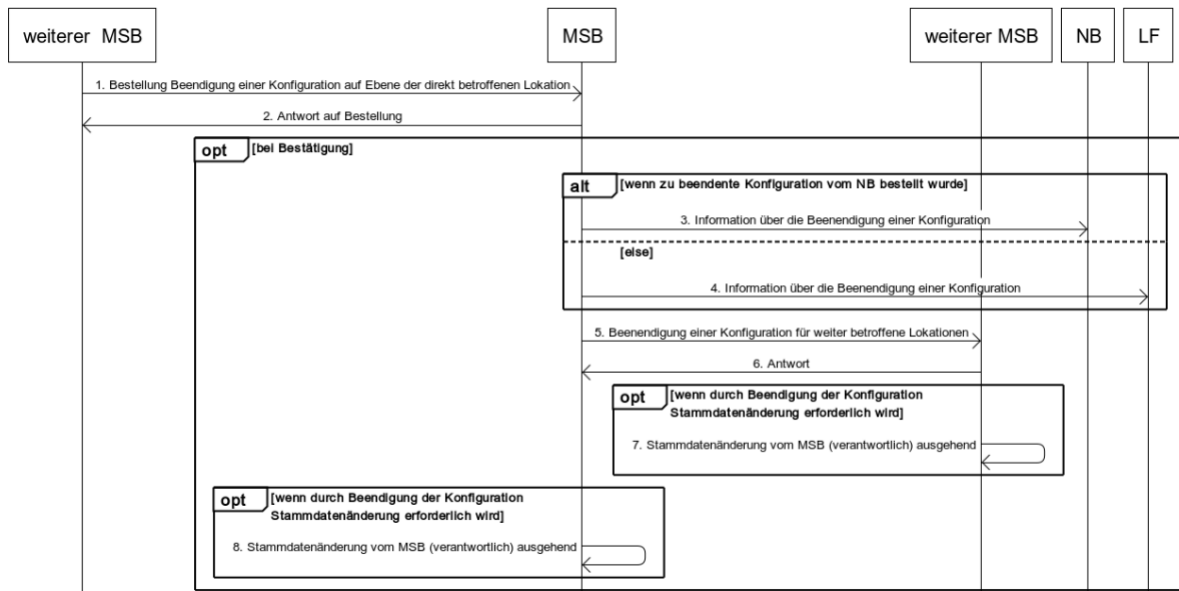 weiterer MSB
MSB
weiterer MSB
NB
LF
1. Bestellung Beendigung einer Konfiguration auf Ebene der direkt betroffenen Lokation
2. Antwort auf Bestellung
opt
[bei Bestätigung]
alt
[wenn zu beendente Konfiguration vom NB bestellt wurde]
3. Information über die Beenendigung einer Konfiguration
[else]
4. Information über die Beenendigung einer Konfiguration
5. Beenendigung einer Konfiguration für weiter betroffene Lokationen
6. Antwort
opt
[wenn durch Beendigung der Konfiguration
Stammdatenänderung erforderlich wird]
7. Stammdatenänderung vom MSB (verantwortlich) ausgehend
opt
[wenn durch Beendigung der Konfiguration
Stammdatenänderung erforderlich wird]
8. Stammdatenänderung vom MSB (verantwortlich) ausgehend